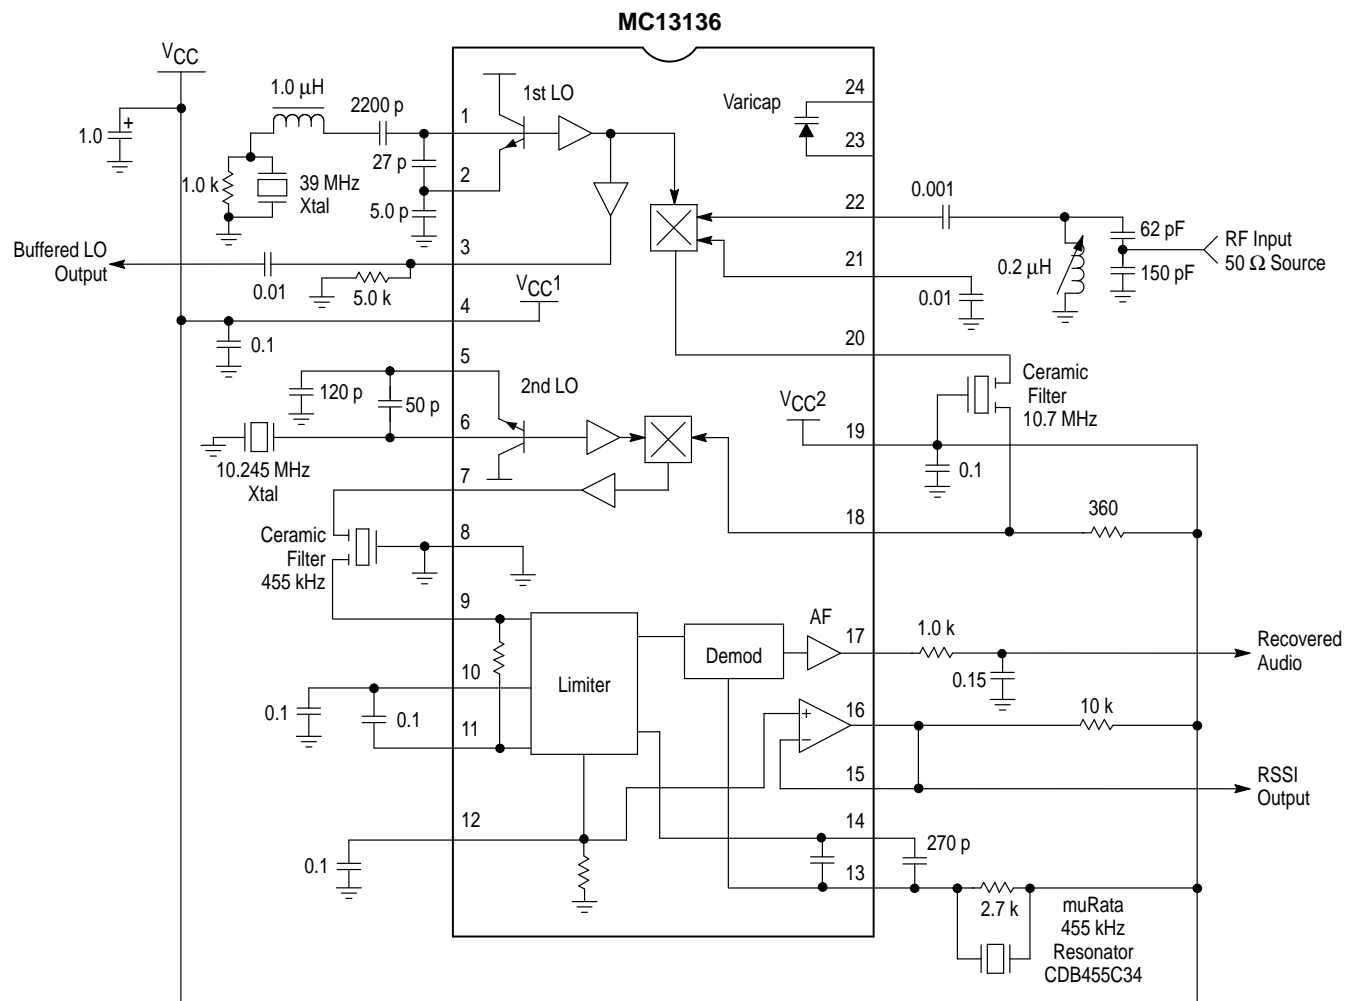 MC13136
VCC
1.0 µH
2200 p
1
1st LO
1.0
+
27 p
2
1.0 k
39 MHz
Xtal
5.0 p
3
Buffered LO
Output
0.01
5.0 k
VCC1
4
0.1
5
120 p
50 p
2nd LO
6
10.245 MHz
Xtal
7
Ceramic
Filter
455 kHz
8
9
10
0.1
0.1
11
Limiter
12
0.1
Varicap
24
23
22
0.001
62 pF
RF Input
50 Ω Source
21
0.2 µH
150 pF
0.01
20
Ceramic
Filter
10.7 MHz
VCC2
19
0.1
18
360
AF
17
1.0 k
Recovered
Audio
Demod
0.15
16
10 k
+
–
15
RSSI
Output
14
270 p
13
2.7 k
muRata
455 kHz
Resonator
CDB455C34